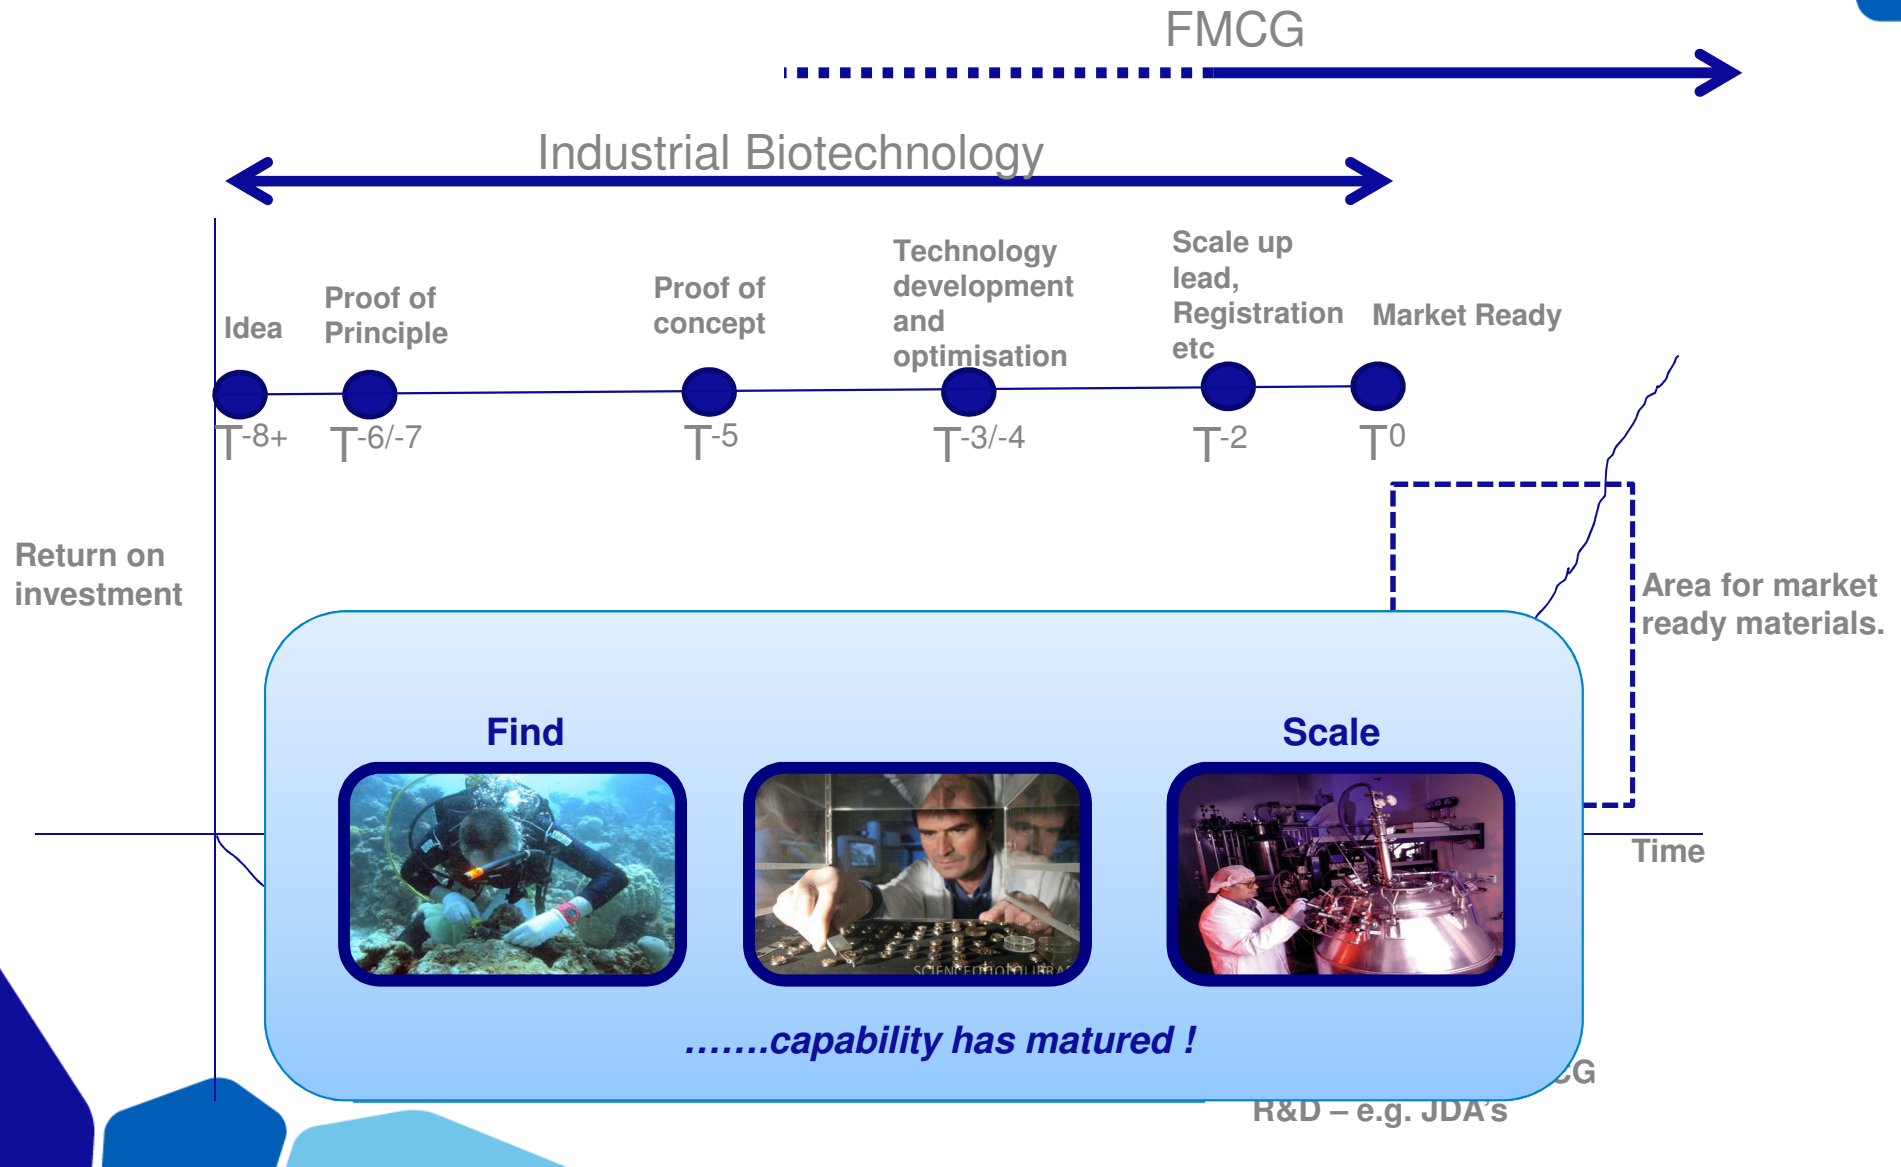 FMCG
Industrial Biotechnology
Idea
Proof of
Principle
Proof of
concept
Technology
development
and
optimisation
Scale up
lead,
Registration
etc
Market Ready
T-8+
T-6/-7
T-5
T-3/-4
T-2
T0
Return on
investment
Area for market
ready materials.
Find
Scale
Time
SCIENCEPHOTOLIBRA
.......capability has matured !
CG
R&D – e.g. JDA's